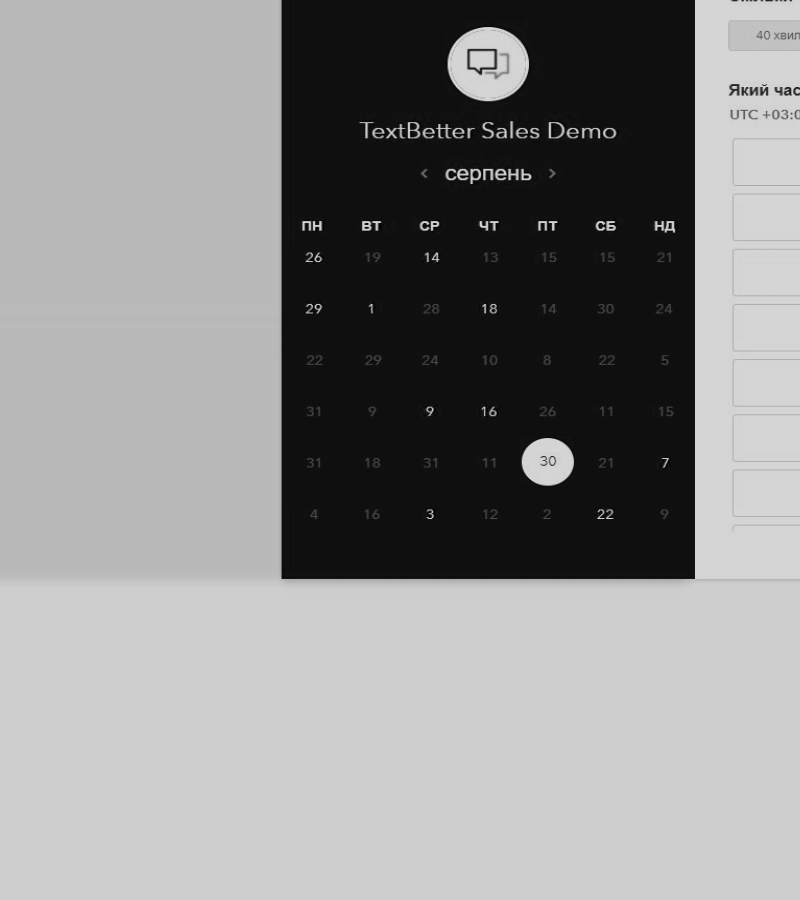 40 хвил
TextBetter Sales Demo
Який час
UTC +03:0
‹ серпень ›
ПН ВТ СР ЧТ ПТ СБ НД
26 19 14 13 15 15 21
29 1 28 18 14 30 24
22 29 24 10 8 22 5
31 9 9 16 26 11 15
31 18 31 11 30 21 7
4 16 3 12 2 22 9